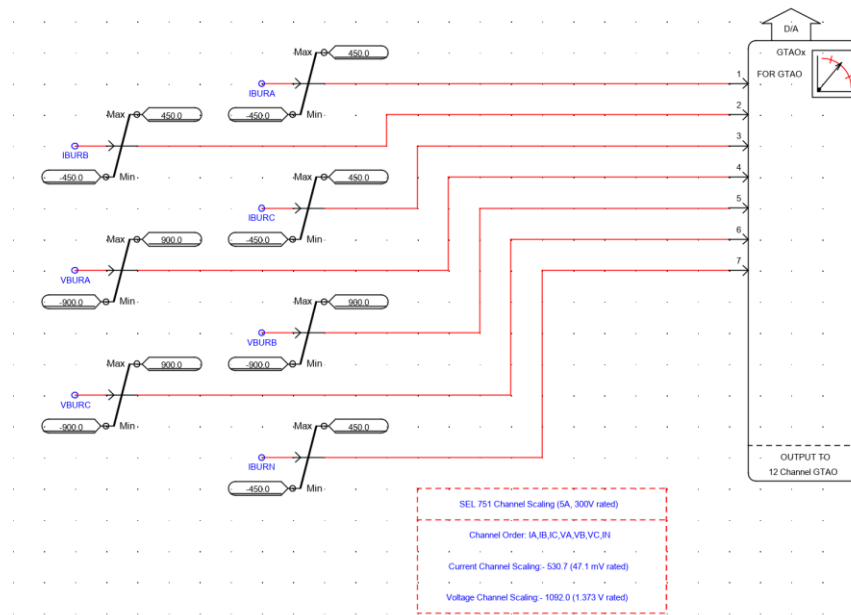 D/A
Max 450.0
GTAOx
1
FOR GTAO
IBURA
2
Max 450.0 -450.0 Min
3
IBURB
Max 450.0
4
-450.0 Min
5
IBURC
Max 900.0 -450.0 Min
6
7
VBURA
Max 900.0
-900.0 Min
VBURB
Max 900.0 -900.0 Min
VBURC
Max 450.0
-900.0 Min
OUTPUT TO
IBURN
12 Channel GTAO
-450.0 Min
SEL 751 Channel Scaling (5A, 300V rated)
Channel Order: IA,IB,IC,VA,VB,VC,IN
Current Channel Scaling:- 530.7 (47.1 mV rated)
Voltage Channel Scaling:- 1092.0 (1.373 V rated)